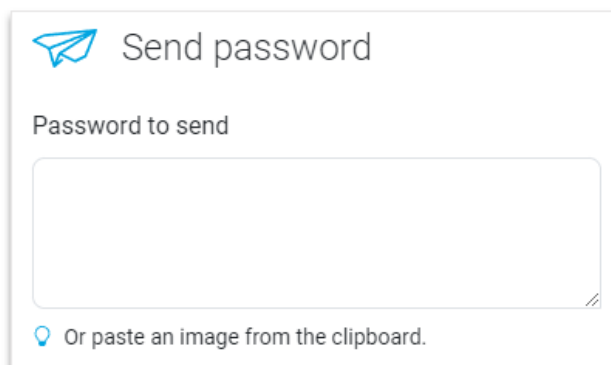 Send password
Password to send
Or paste an image from the clipboard.